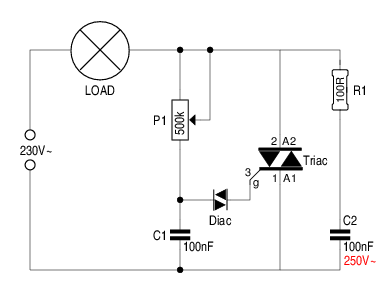 LOAD
100R
R1
P1
500k
2 A2
230V~
Triac
3
g
1 A1
Diac
C1
100nF
C2
100nF
250V~